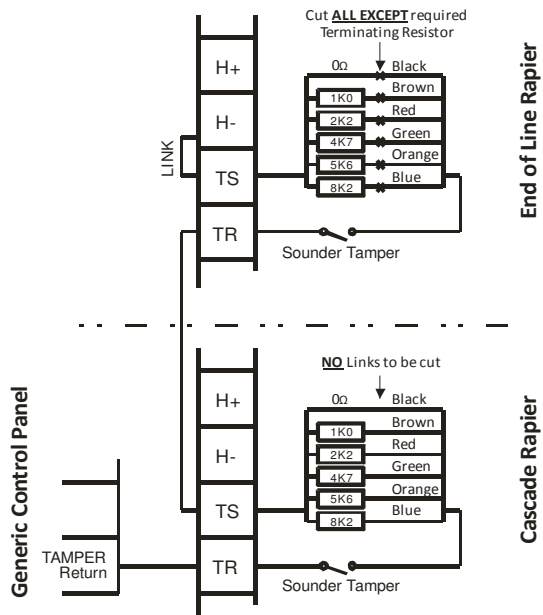 Cut ALL EXCEPT required
Terminating Resistor
H+
H-
TS
TR
LINK
0Ω
Black
1K0
Brown
2K2
Red
4K7
Green
5K6
Orange
8K2
Blue
Sounder Tamper
End of Line Rapier
NO Links to be cut
H+
H-
TS
TR
0Ω
Black
1K0
Brown
2K2
Red
4K7
Green
5K6
Orange
8K2
Blue
Sounder Tamper
Cascade Rapier
Generic Control Panel
TAMPER
Return